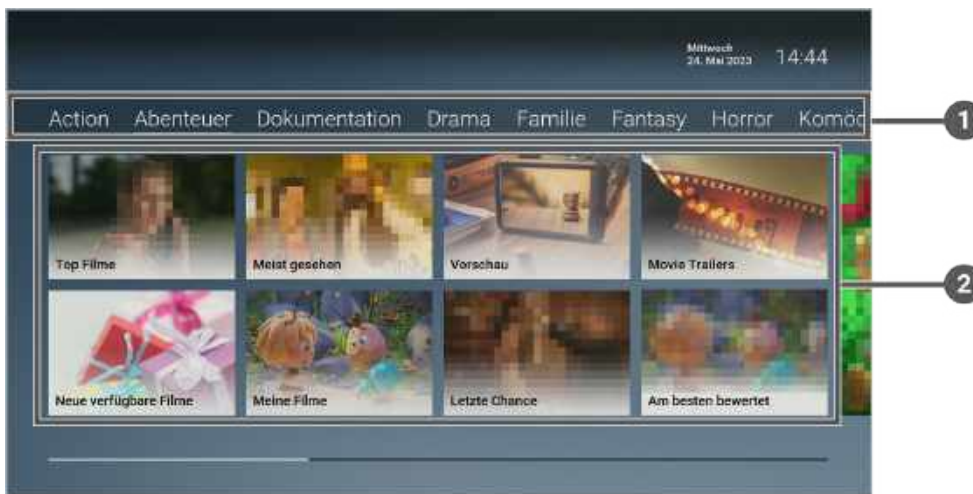 Mittwoch
24. Mai 2023
14:44
Action Abenteuer Dokumentation Drama Familie Fantasy Horror Komöd
1
Top Filme
Meist gesehen
Vorschau
Movie Trailers
2
Neue verfügbare Filme
Meine Filme
Letzte Chance
Am besten bewertet